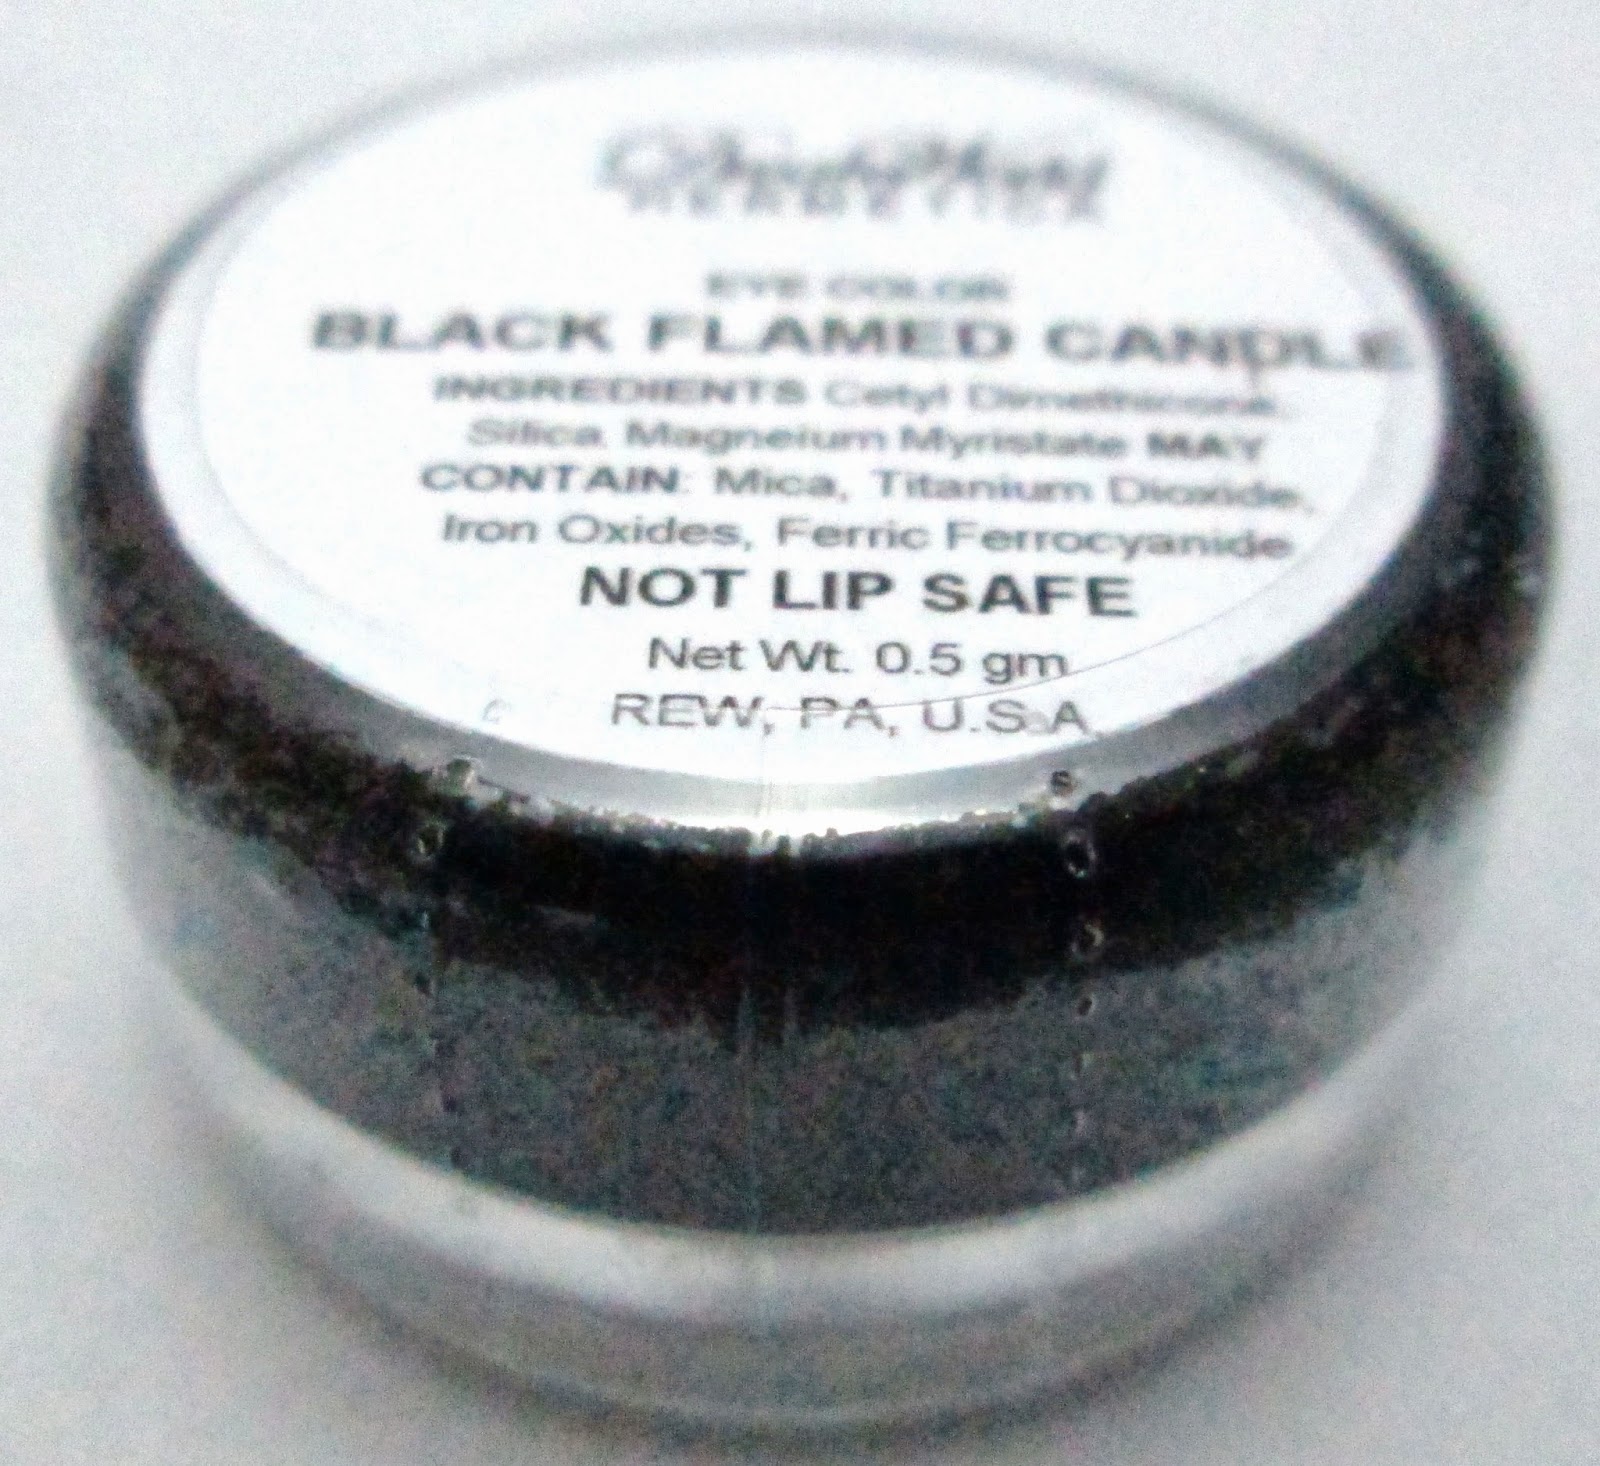 EYE COLOR
BLACK FLAMED CANDLE
INGREDIENTS Cetyl Dimethicone,
Silica, Magneium Myristate MAY
CONTAIN: Mica, Titanium Dioxide,
Iron Oxides, Ferric Ferrocyanide
NOT LIP SAFE
Net Wt. 0.5 gm
REW, PA, U.S.A.